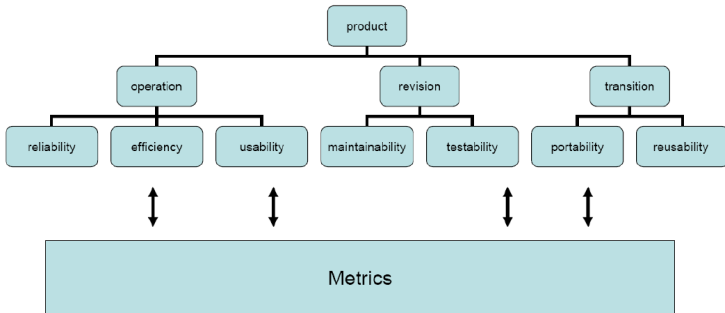 product
operation
revision
transition
reliability
efficiency
usability
maintainability
testability
portability
reusability
Metrics